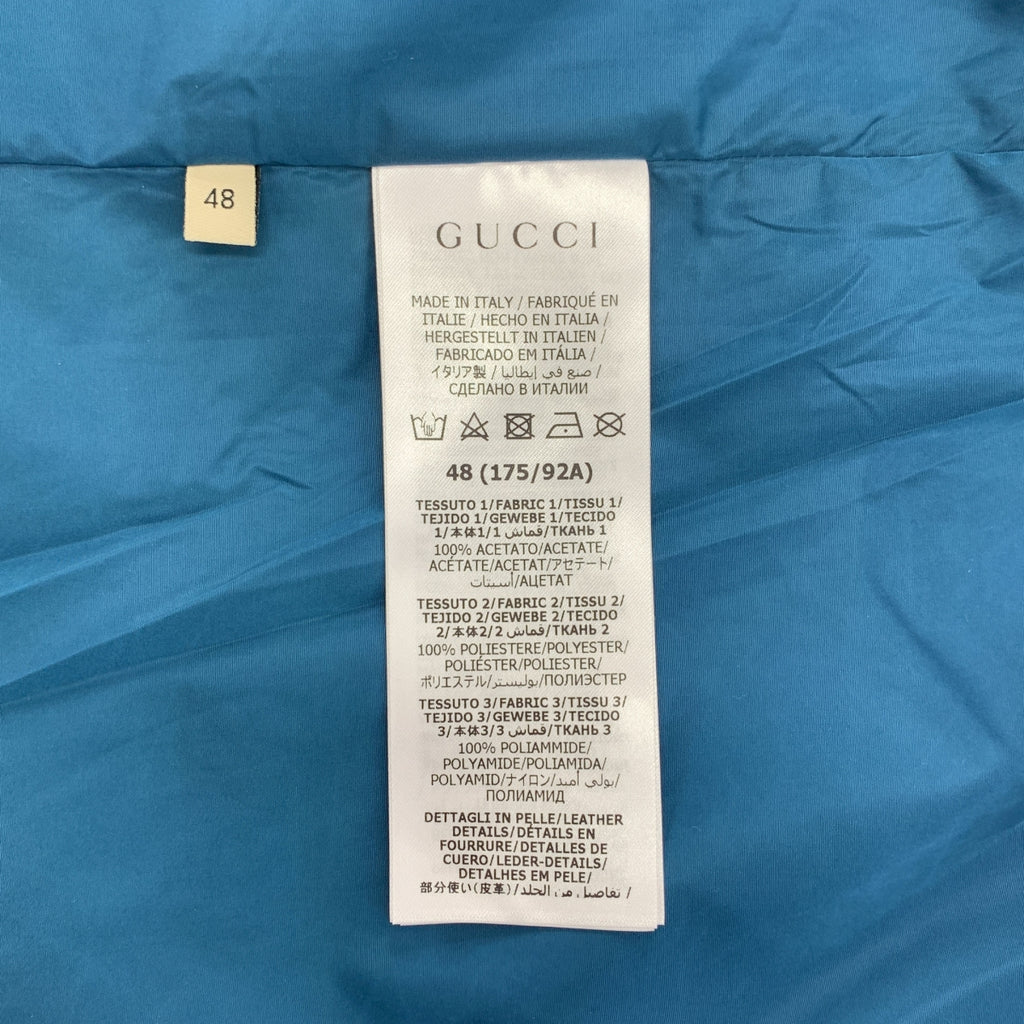 48
GUCCI
MADE IN ITALY / FABRIQUÉ EN
ITALIE / HECHO EN ITALIA /
HERGESTELLT IN ITALIEN /
FABRICADO EM ITÁLIA /
イタリア製 / صنع في إيطاليا /
СДЕЛАНО В ИТАЛИИ
48 (175/92A)
TESSUTO 1/FABRIC 1/TISSU 1/
TEJIDO 1/GEWEBE 1/TECIDO
1/本体1/1 قماش/ТКАНЬ 1
100% ACETATO/ACETATE/
ACÉTATE/ACETAT/アセテート/
أسيتات/АЦЕТАТ
TESSUTO 2/FABRIC 2/TISSU 2/
TEJIDO 2/GEWEBE 2/TECIDO
2/本体2/2 قماش/ТКАНЬ 2
100% POLIESTERE/POLYESTER/
POLIÉSTER/POLIESTER/
ポリエステル/بوليستر/ПОЛИЭСТЕР
TESSUTO 3/FABRIC 3/TISSU 3/
TEJIDO 3/GEWEBE 3/TECIDO
3/本体3/3 قماش/ТКАНЬ 3
100% POLIAMMIDE/
POLYAMIDE/POLIAMIDA/
POLYAMID/ナイロン/بولي أميد/
ПОЛИАМИД
DETTAGLI IN PELLE/LEATHER
DETAILS/DÉTAILS EN
FOURRURE/DETALLES DE
CUERO/LEDER-DETAILS/
DETALHES EM PELE/
部分使い(皮革)/تفاصيل من الجلد /